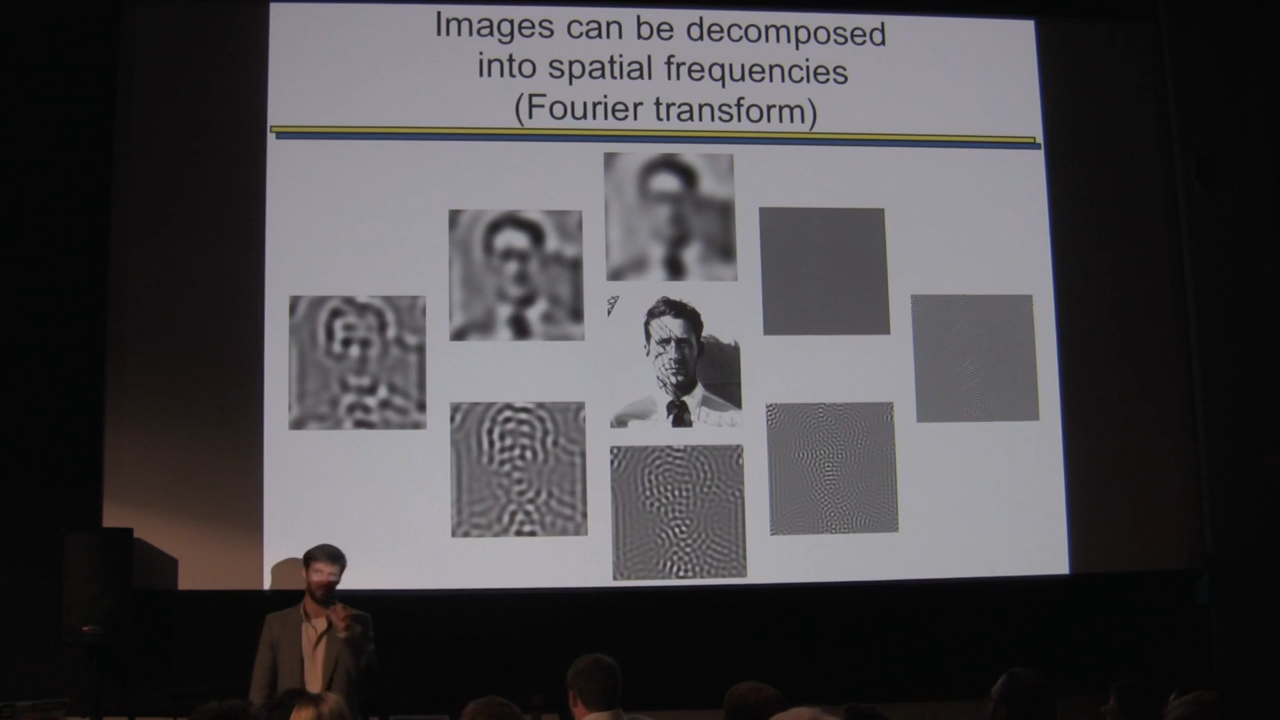 Images can be decomposed
into spatial frequencies
(Fourier transform)